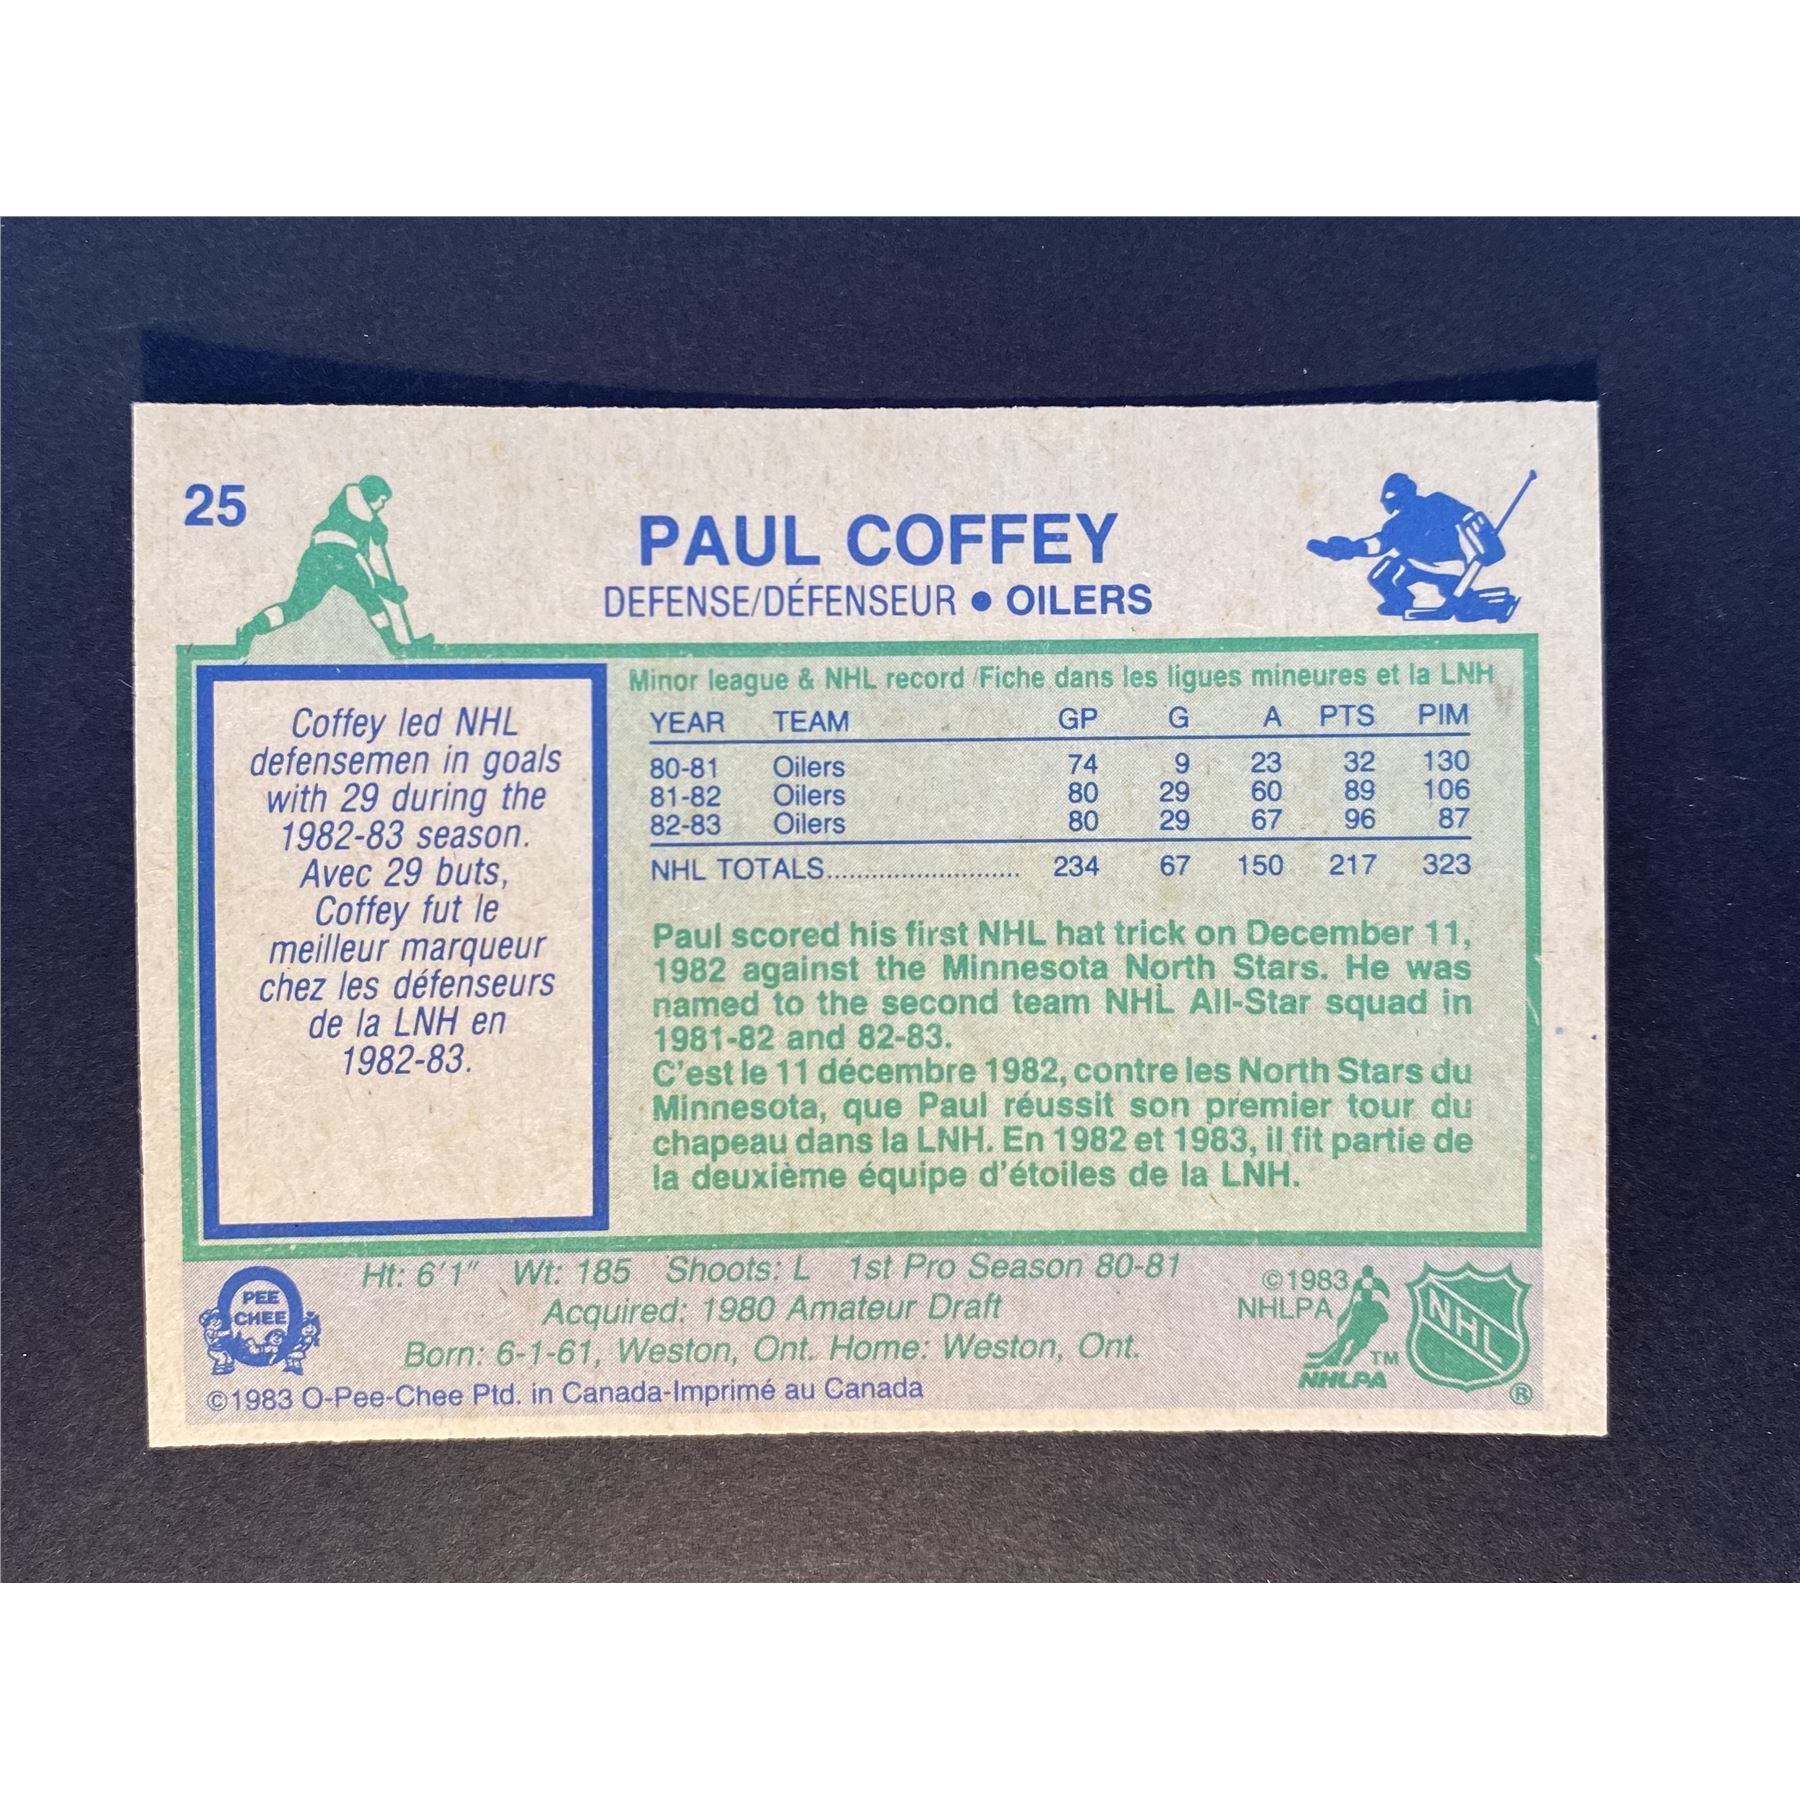 25
PAUL COFFEY
DEFENSE/DÉFENSEUR • OILERS
Coffey led NHL
defensemen in goals
with 29 during the
1982-83 season.
Avec 29 buts,
Coffey fut le
meilleur marqueur
chez les défenseurs
de la LNH en
1982-83.
Minor league & NHL record /Fiche dans les ligues mineures et la LNH
YEAR TEAM GP G A PTS PIM
80-81 Oilers 74 9 23 32 130
81-82 Oilers 80 29 60 89 106
82-83 Oilers 80 29 67 96 87
NHL TOTALS........................... 234 67 150 217 323
Paul scored his first NHL hat trick on December 11,
1982 against the Minnesota North Stars. He was
named to the second team NHL All-Star squad in
1981-82 and 82-83.
C'est le 11 décembre 1982, contre les North Stars du
Minnesota, que Paul réussit son premier tour du
chapeau dans la LNH. En 1982 et 1983, il fit partie de
la deuxième équipe d'étoiles de la LNH.
Ht: 6'1" Wt: 185 Shoots: L 1st Pro Season 80-81
Acquired: 1980 Amateur Draft
Born: 6-1-61, Weston, Ont. Home: Weston, Ont.
©1983 O-Pee-Chee Ptd. in Canada-Imprimé au Canada
PEE
CHEE
©1983
NHLPA
TM
NHLPA
NHL
®